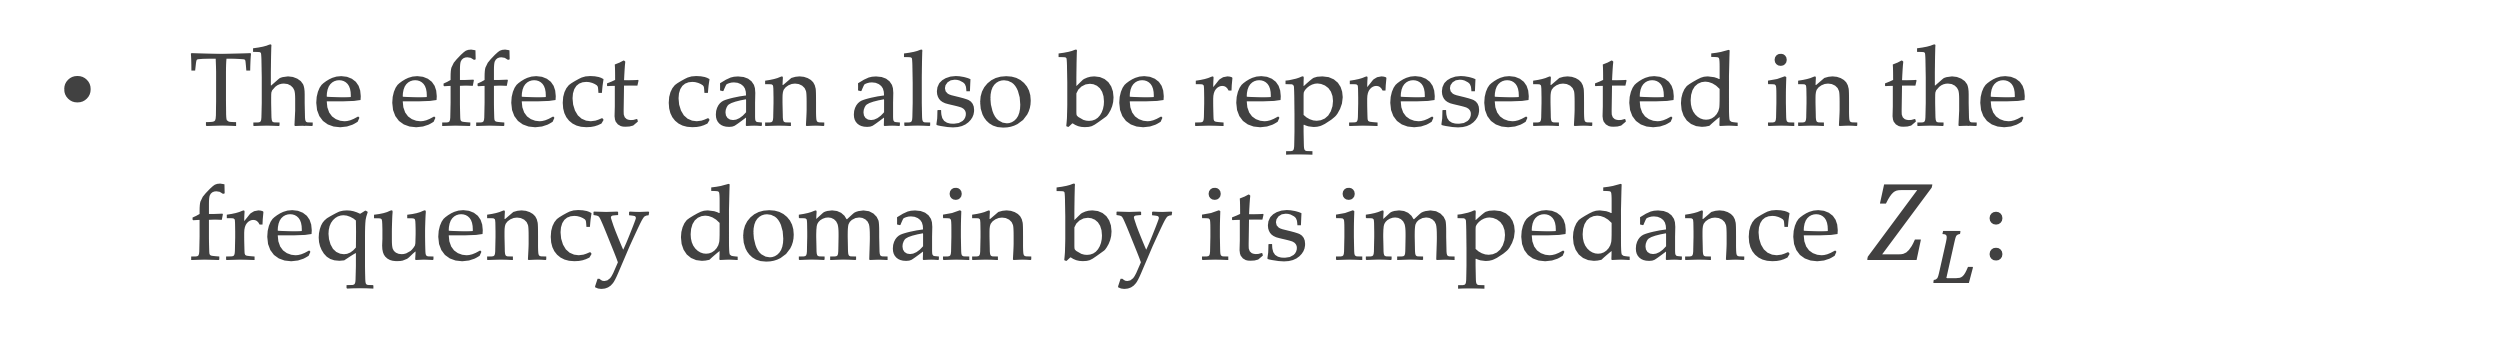 • The effect can also be represented in the
frequency domain by its impedance Z_L: